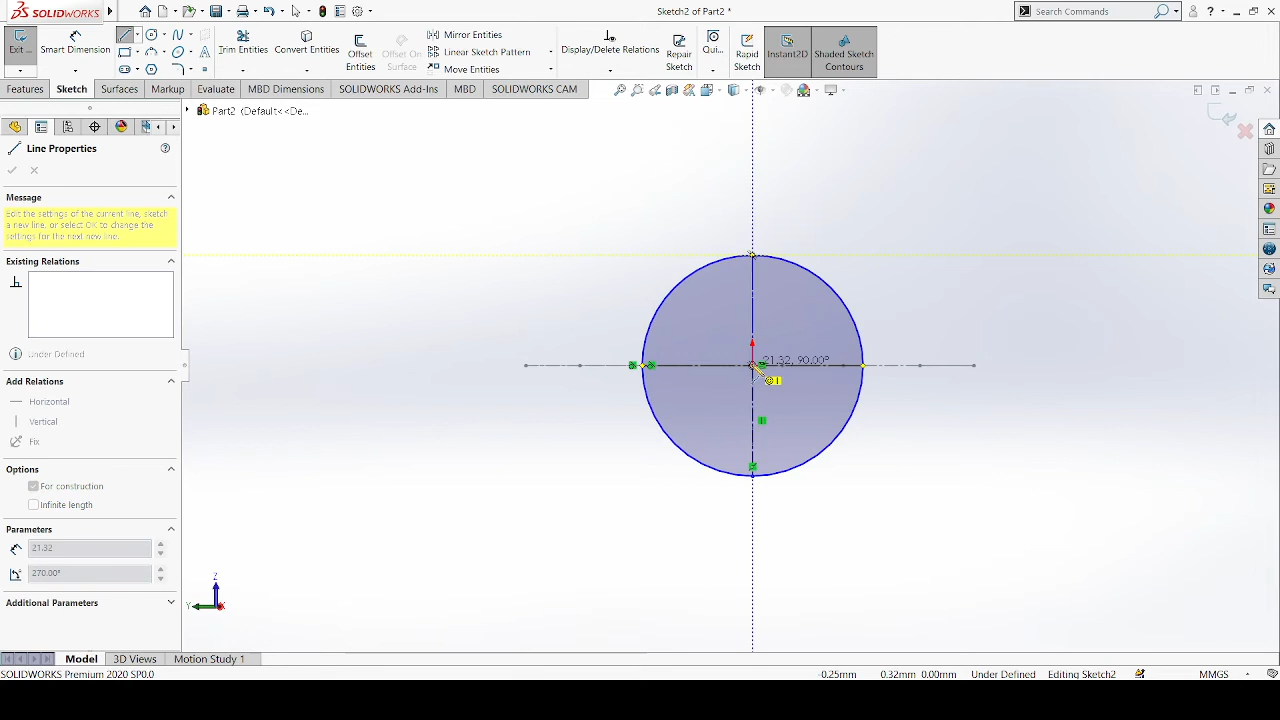 SOLIDWORKS
Sketch2 of Part2 *
Search Commands
?
Exit ...
Smart Dimension
Trim Entities
Convert Entities
Offset Entities
Offset On Surface
Mirror Entities
Linear Sketch Pattern
Move Entities
Display/Delete Relations
Repair Sketch
Qui...
Rapid Sketch
Instant2D
Shaded Sketch Contours
Features
Sketch
Surfaces
Markup
Evaluate
MBD Dimensions
SOLIDWORKS Add-Ins
MBD
SOLIDWORKS CAM
Part2 (Default<<De...
Line Properties
Message
Edit the settings of the current line, sketch
a new line, or select OK to change the
settings for the next new line.
Existing Relations
Under Defined
Add Relations
Horizontal
Vertical
Fix
Options
For construction
Infinite length
Parameters
21.32
270.00°
Additional Parameters
21.32, 90.00°
Z
Y
X
Model
3D Views
Motion Study 1
SOLIDWORKS Premium 2020 SP0.0
-0.25mm
0.32mm 0.00mm
Under Defined
Editing Sketch2
MMGS